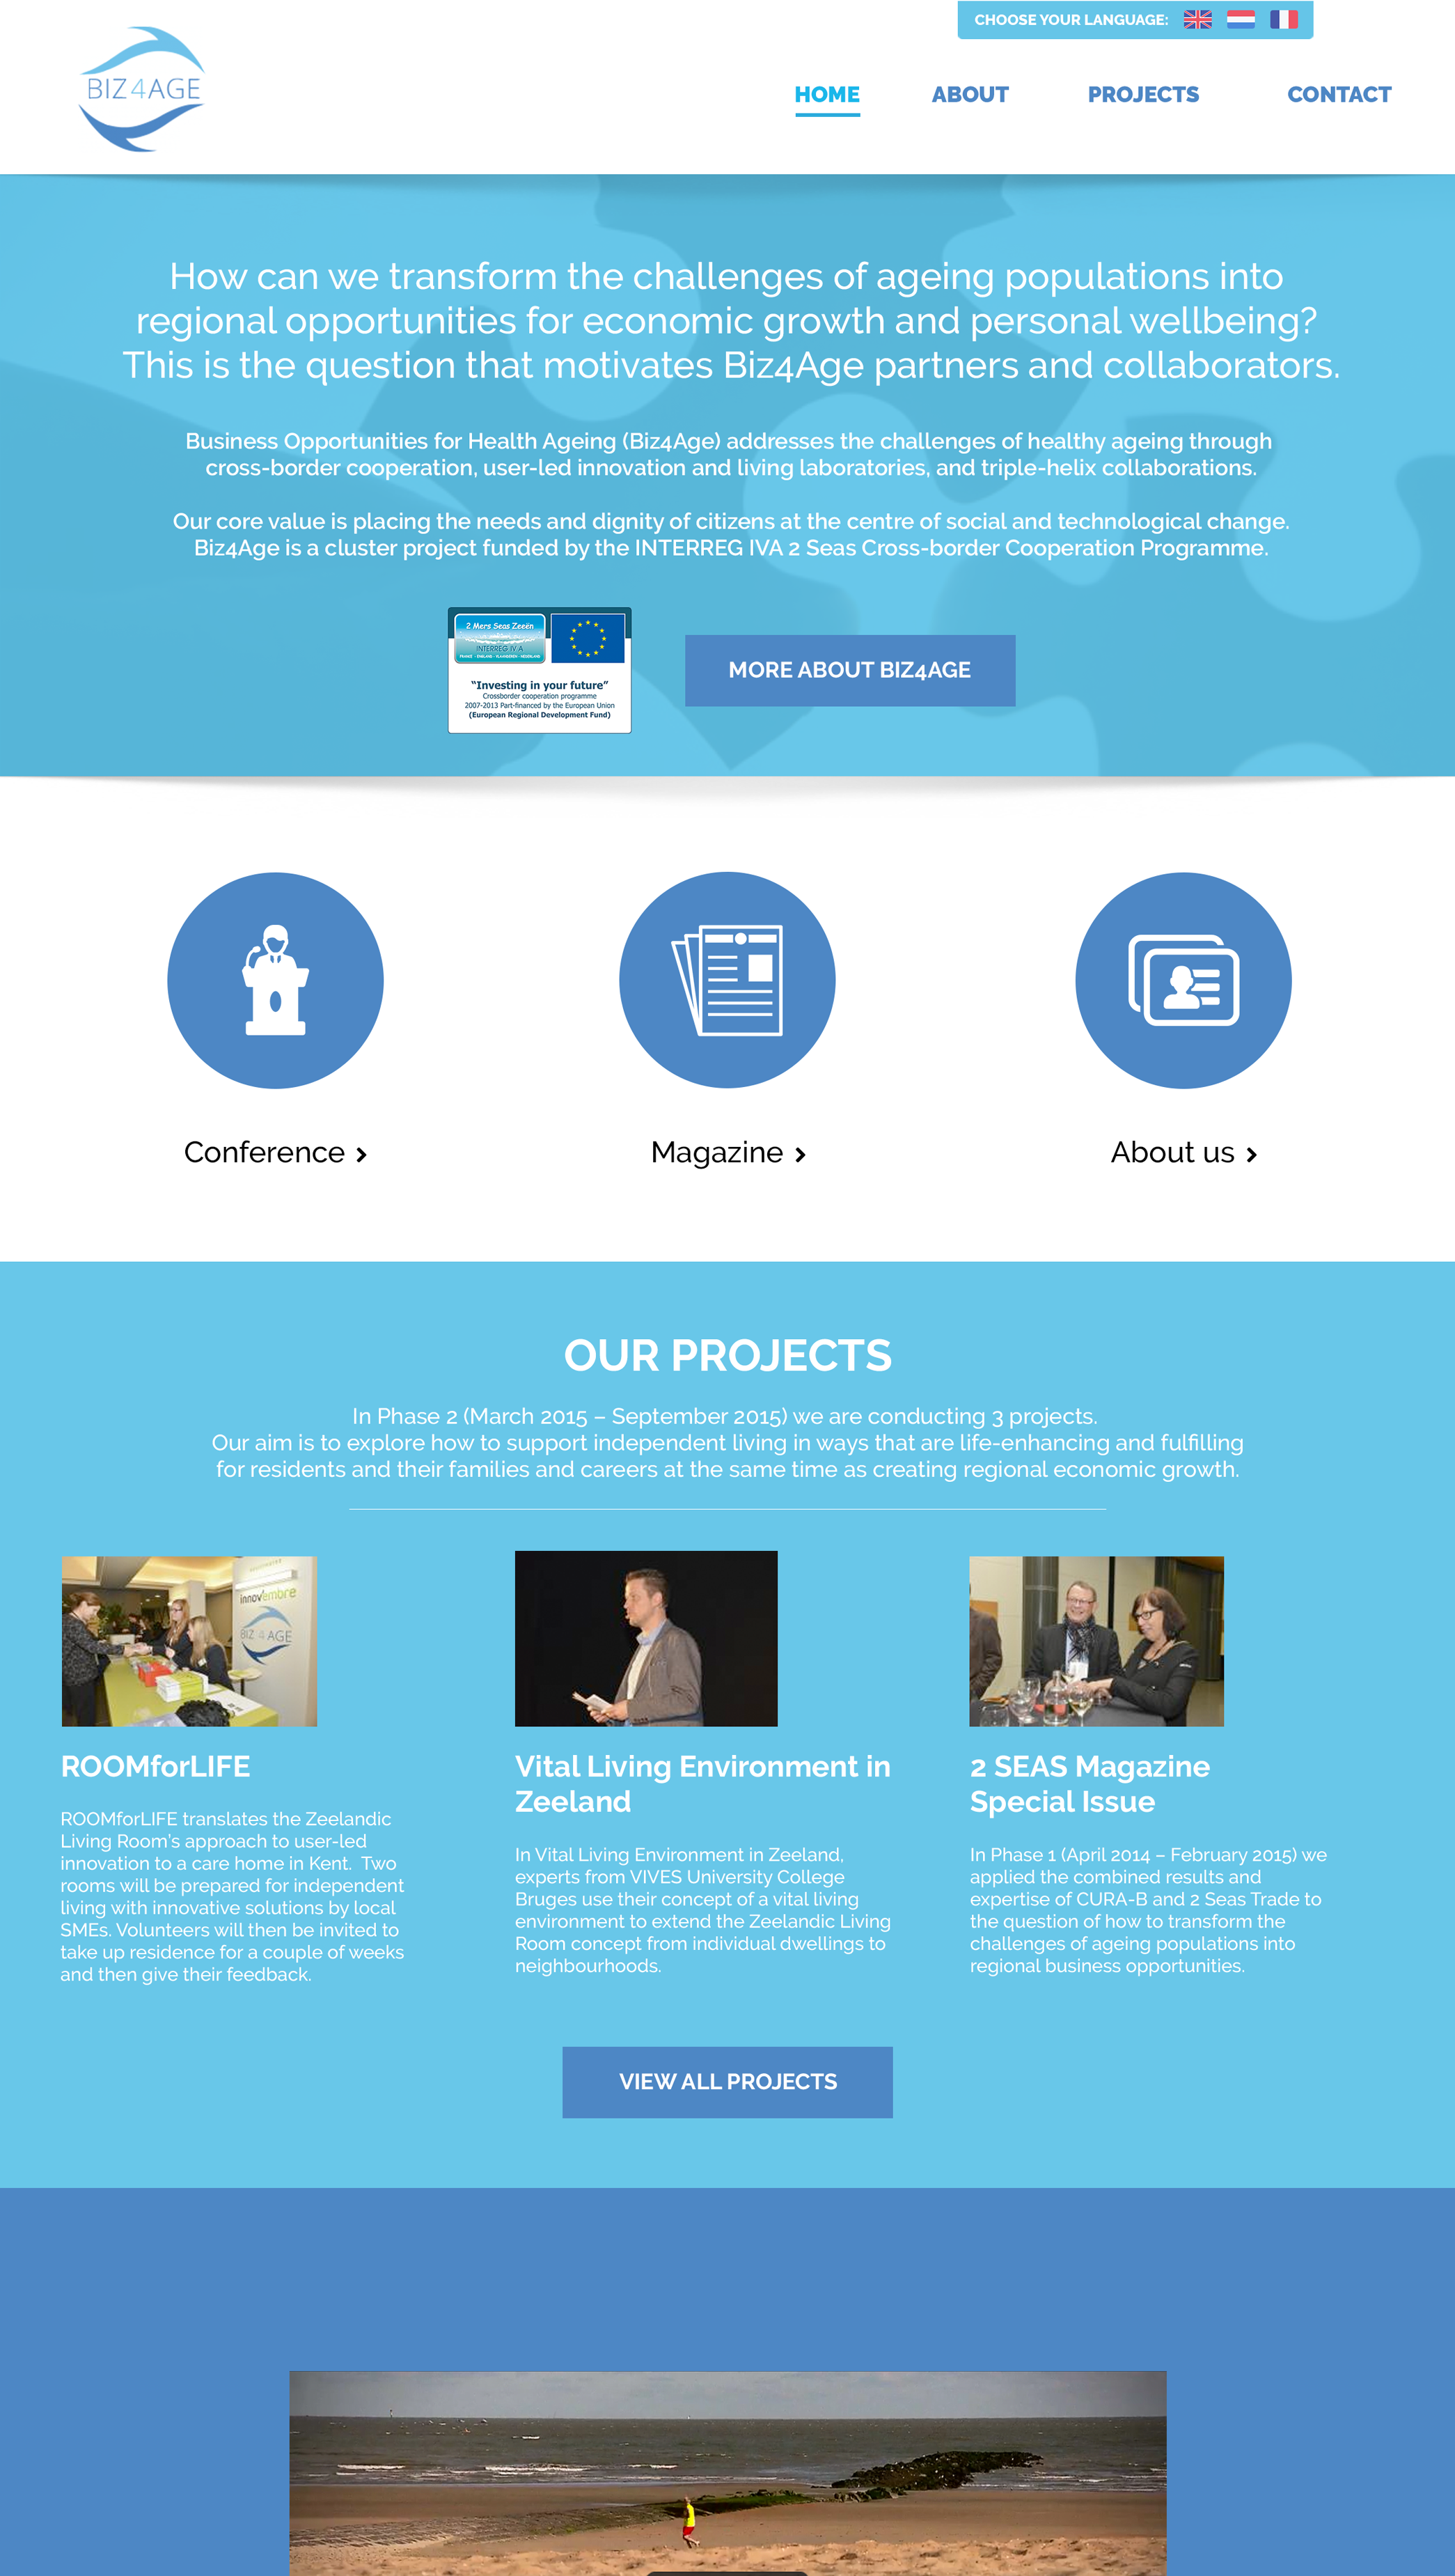 CHOOSE YOUR LANGUAGE:
BIZ4AGE
HOME ABOUT PROJECTS CONTACT
How can we transform the challenges of ageing populations into
regional opportunities for economic growth and personal wellbeing?
This is the question that motivates Biz4Age partners and collaborators.
Business Opportunities for Health Ageing (Biz4Age) addresses the challenges of healthy ageing through
cross-border cooperation, user-led innovation and living laboratories, and triple-helix collaborations.
Our core value is placing the needs and dignity of citizens at the centre of social and technological change.
Biz4Age is a cluster project funded by the INTERREG IVA 2 Seas Cross-border Cooperation Programme.
2 Mers Seas Zeeën
INTERREG IV A
FRANCE - ENGLAND - VLAANDEREN - NEDERLAND
“Investing in your future”
Crossborder cooperation programme
2007-2013 Part-financed by the European Union
(European Regional Development Fund)
MORE ABOUT BIZ4AGE
Conference
Magazine
About us
OUR PROJECTS
In Phase 2 (March 2015 – September 2015) we are conducting 3 projects.
Our aim is to explore how to support independent living in ways that are life-enhancing and fulfilling
for residents and their families and careers at the same time as creating regional economic growth.
innovembre
BIZ 4 AGE
ROOMforLIFE
ROOMforLIFE translates the Zeelandic
Living Room’s approach to user-led
innovation to a care home in Kent.  Two
rooms will be prepared for independent
living with innovative solutions by local
SMEs. Volunteers will then be invited to
take up residence for a couple of weeks
and then give their feedback.
Vital Living Environment in
Zeeland
In Vital Living Environment in Zeeland,
experts from VIVES University College
Bruges use their concept of a vital living
environment to extend the Zeelandic Living
Room concept from individual dwellings to
neighbourhoods.
2 SEAS Magazine
Special Issue
In Phase 1 (April 2014 – February 2015) we
applied the combined results and
expertise of CURA-B and 2 Seas Trade to
the question of how to transform the
challenges of ageing populations into
regional business opportunities.
VIEW ALL PROJECTS